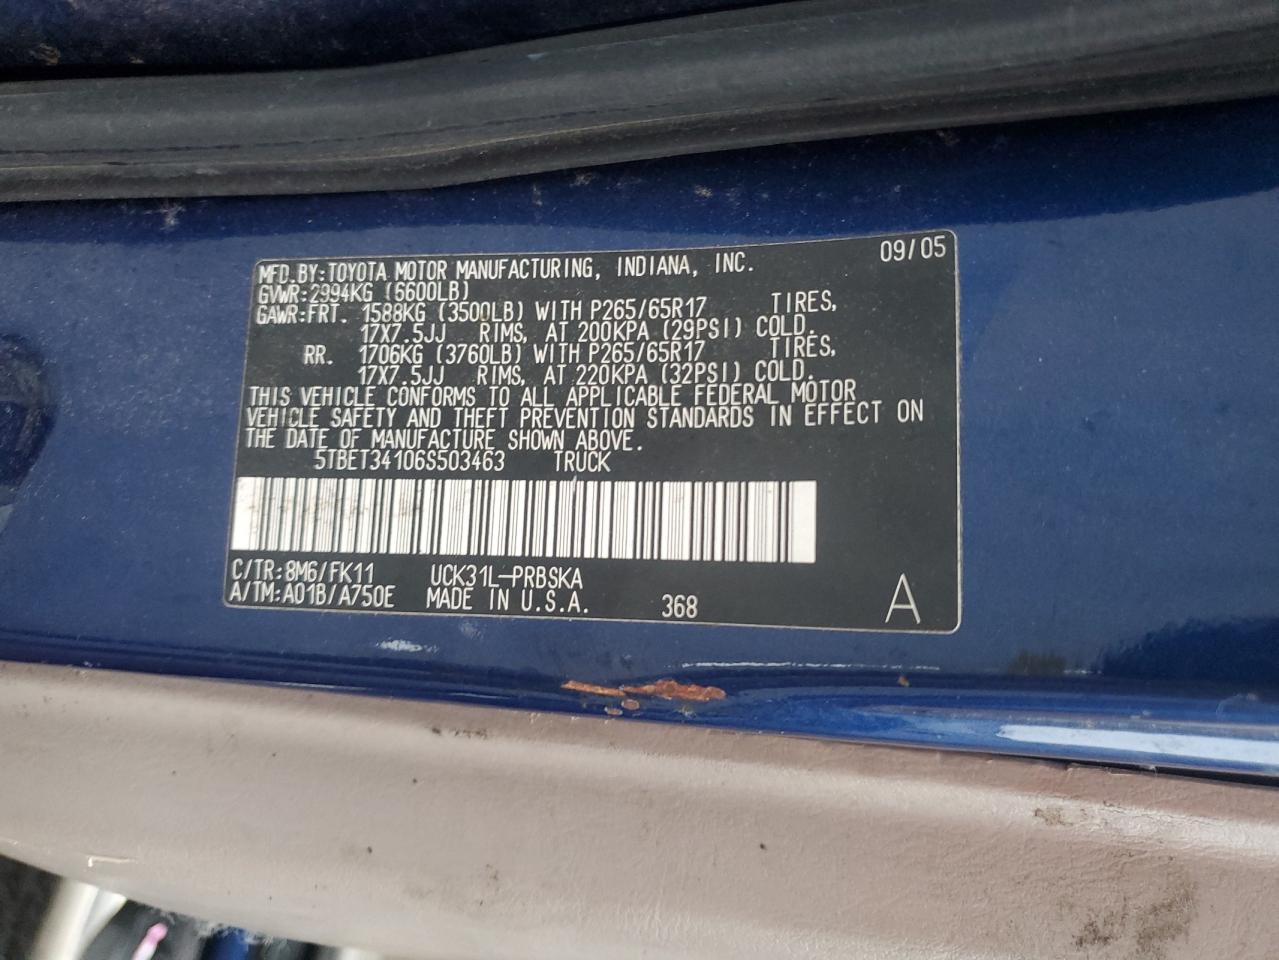 MFD.BY:TOYOTA MOTOR MANUFACTURING, INDIANA, INC. 09/05
GVWR:2994KG (6600LB)
GAWR:FRT. 1588KG (3500LB) WITH P265/65R17 TIRES,
17X7.5JJ RIMS, AT 200KPA (29PSI) COLD.
RR. 1706KG (3760LB) WITH P265/65R17 TIRES,
17X7.5JJ RIMS, AT 220KPA (32PSI) COLD.
THIS VEHICLE CONFORMS TO ALL APPLICABLE FEDERAL MOTOR
VEHICLE SAFETY AND THEFT PREVENTION STANDARDS IN EFFECT ON
THE DATE OF MANUFACTURE SHOWN ABOVE.
5TBET34106S503463 TRUCK
C/TR:8M6/FK11 UCK31L-PRBSKA
A/TM:A01B/A750E MADE IN U.S.A. 368 A